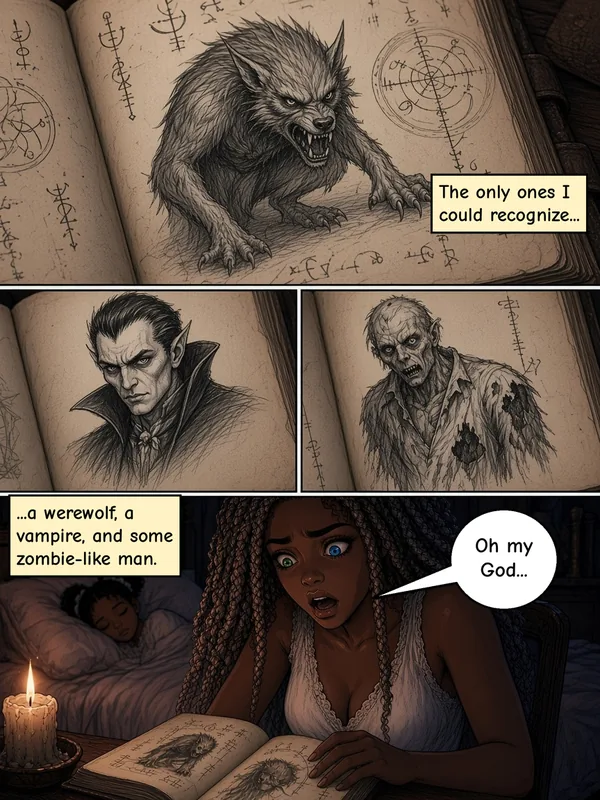 The only ones I
could recognize...
...a werewolf, a
vampire, and some
zombie-like man.
Oh my
God...